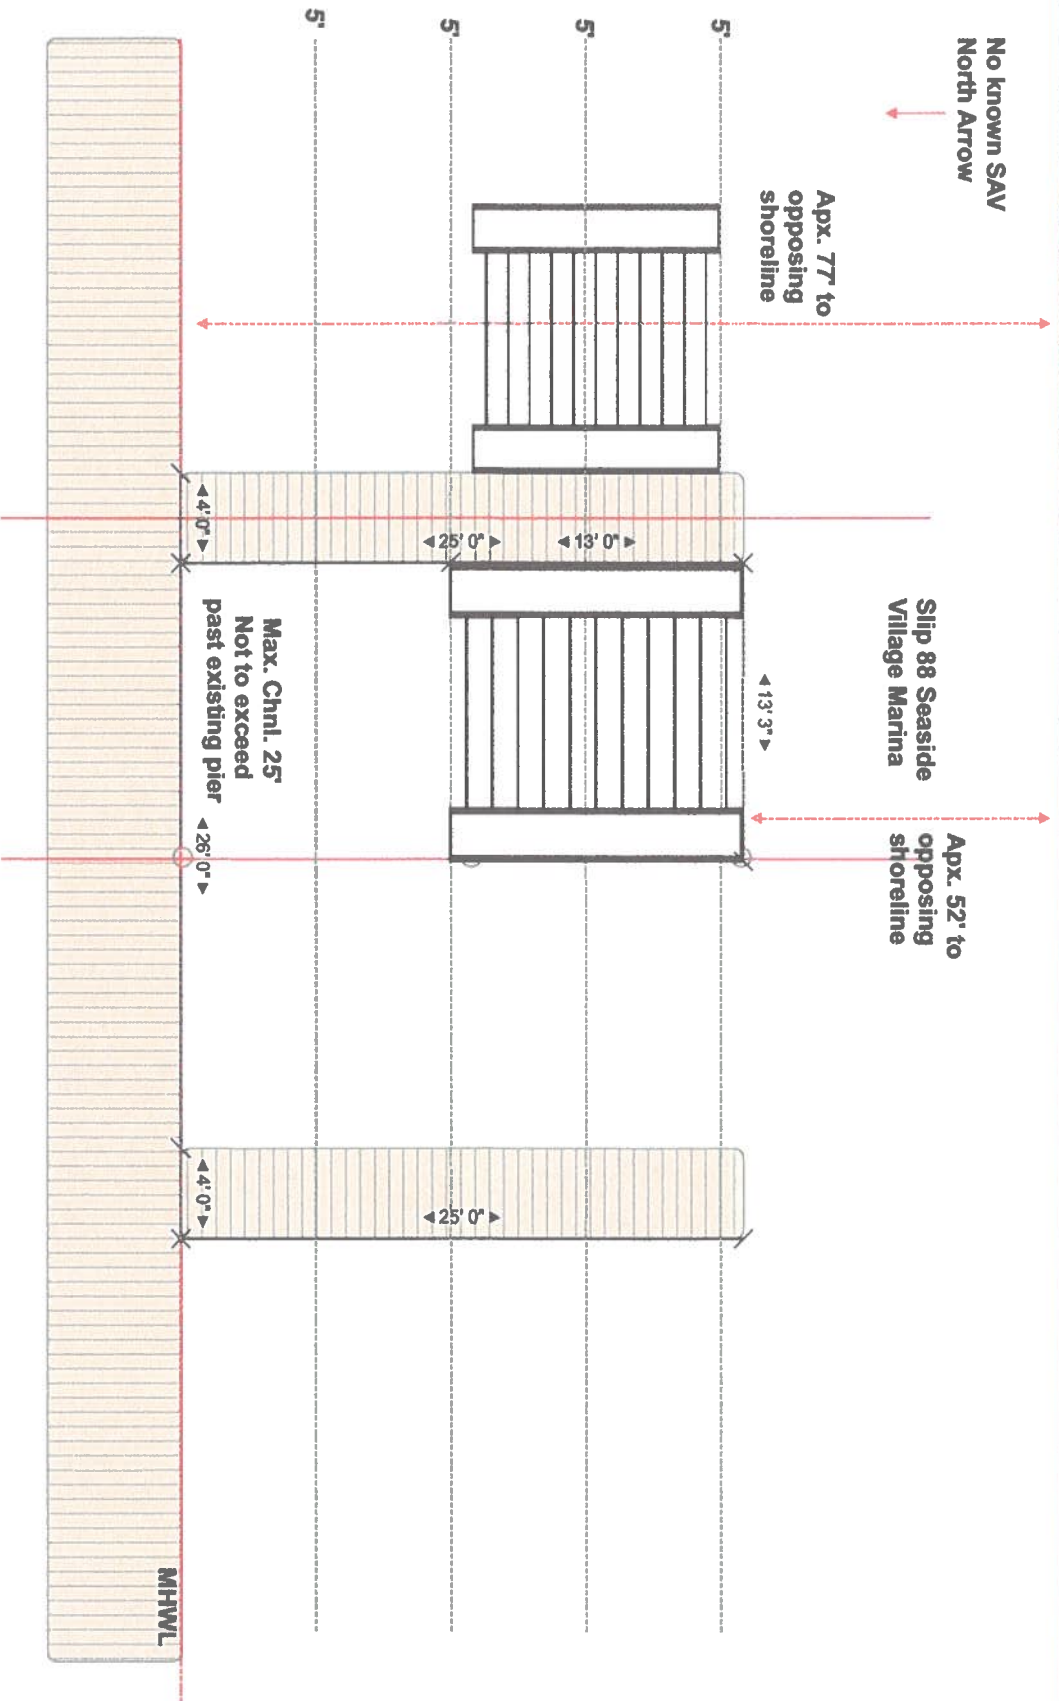 No known SAV
North Arrow
5'
5'
5'
5'
Apx. 77' to
opposing
shoreline
Slip 88 Seaside
Village Marina
Apx. 52' to
opposing
shoreline
13' 3"
13' 0"
25' 0"
4' 0"
Max. Chnl. 25'
Not to exceed
past existing pier
26' 0"
25' 0"
4' 0"
MHWL